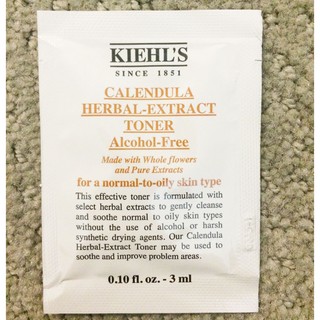 KIEHL'S
SINCE 1851
CALENDULA
HERBAL-EXTRACT
TONER
Alcohol-Free
Made with Whole flowers
and Pure Extracts
for a normal-to-oily skin type
This effective toner is formulated with
select herbal extracts to gently cleanse
and soothe normal to oily skin types
without the use of alcohol or harsh
synthetic drying agents. Our Calendula
Herbal-Extract Toner may be used to
soothe and improve problem areas.
0.10 fl. oz. - 3 ml